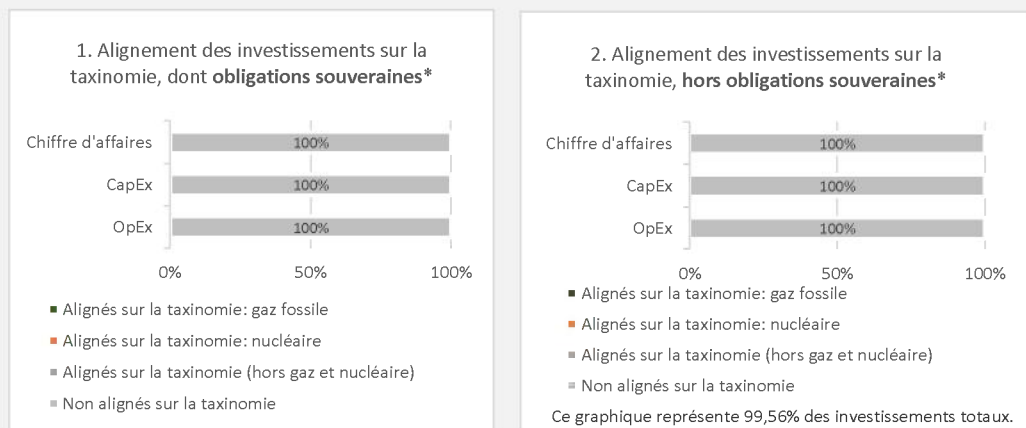 1. Alignement des investissements sur la
taxinomie, dont obligations souveraines*
Chiffre d'affaires
100%
CapEx
100%
OpEx
100%
0%
50%
100%
Alignés sur la taxinomie: gaz fossile
Alignés sur la taxinomie: nucléaire
Alignés sur la taxinomie (hors gaz et nucléaire)
Non alignés sur la taxinomie
2. Alignement des investissements sur la
taxinomie, hors obligations souveraines*
Chiffre d'affaires
100%
CapEx
100%
OpEx
100%
0%
50%
100%
Alignés sur la taxinomie: gaz fossile
Alignés sur la taxinomie: nucléaire
Alignés sur la taxinomie (hors gaz et nucléaire)
Non alignés sur la taxinomie
Ce graphique représente 99,56% des investissements totaux.